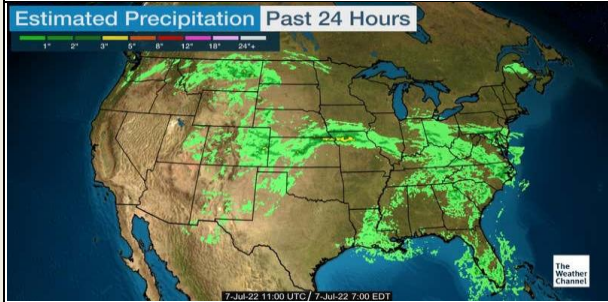 Estimated Precipitation Past 24 Hours
1" 2" 3" 5" 8" 12" 18" 24"+
The
Weather
Channel
7-Jul-22 11:00 UTC / 7-Jul-22 7:00 EDT